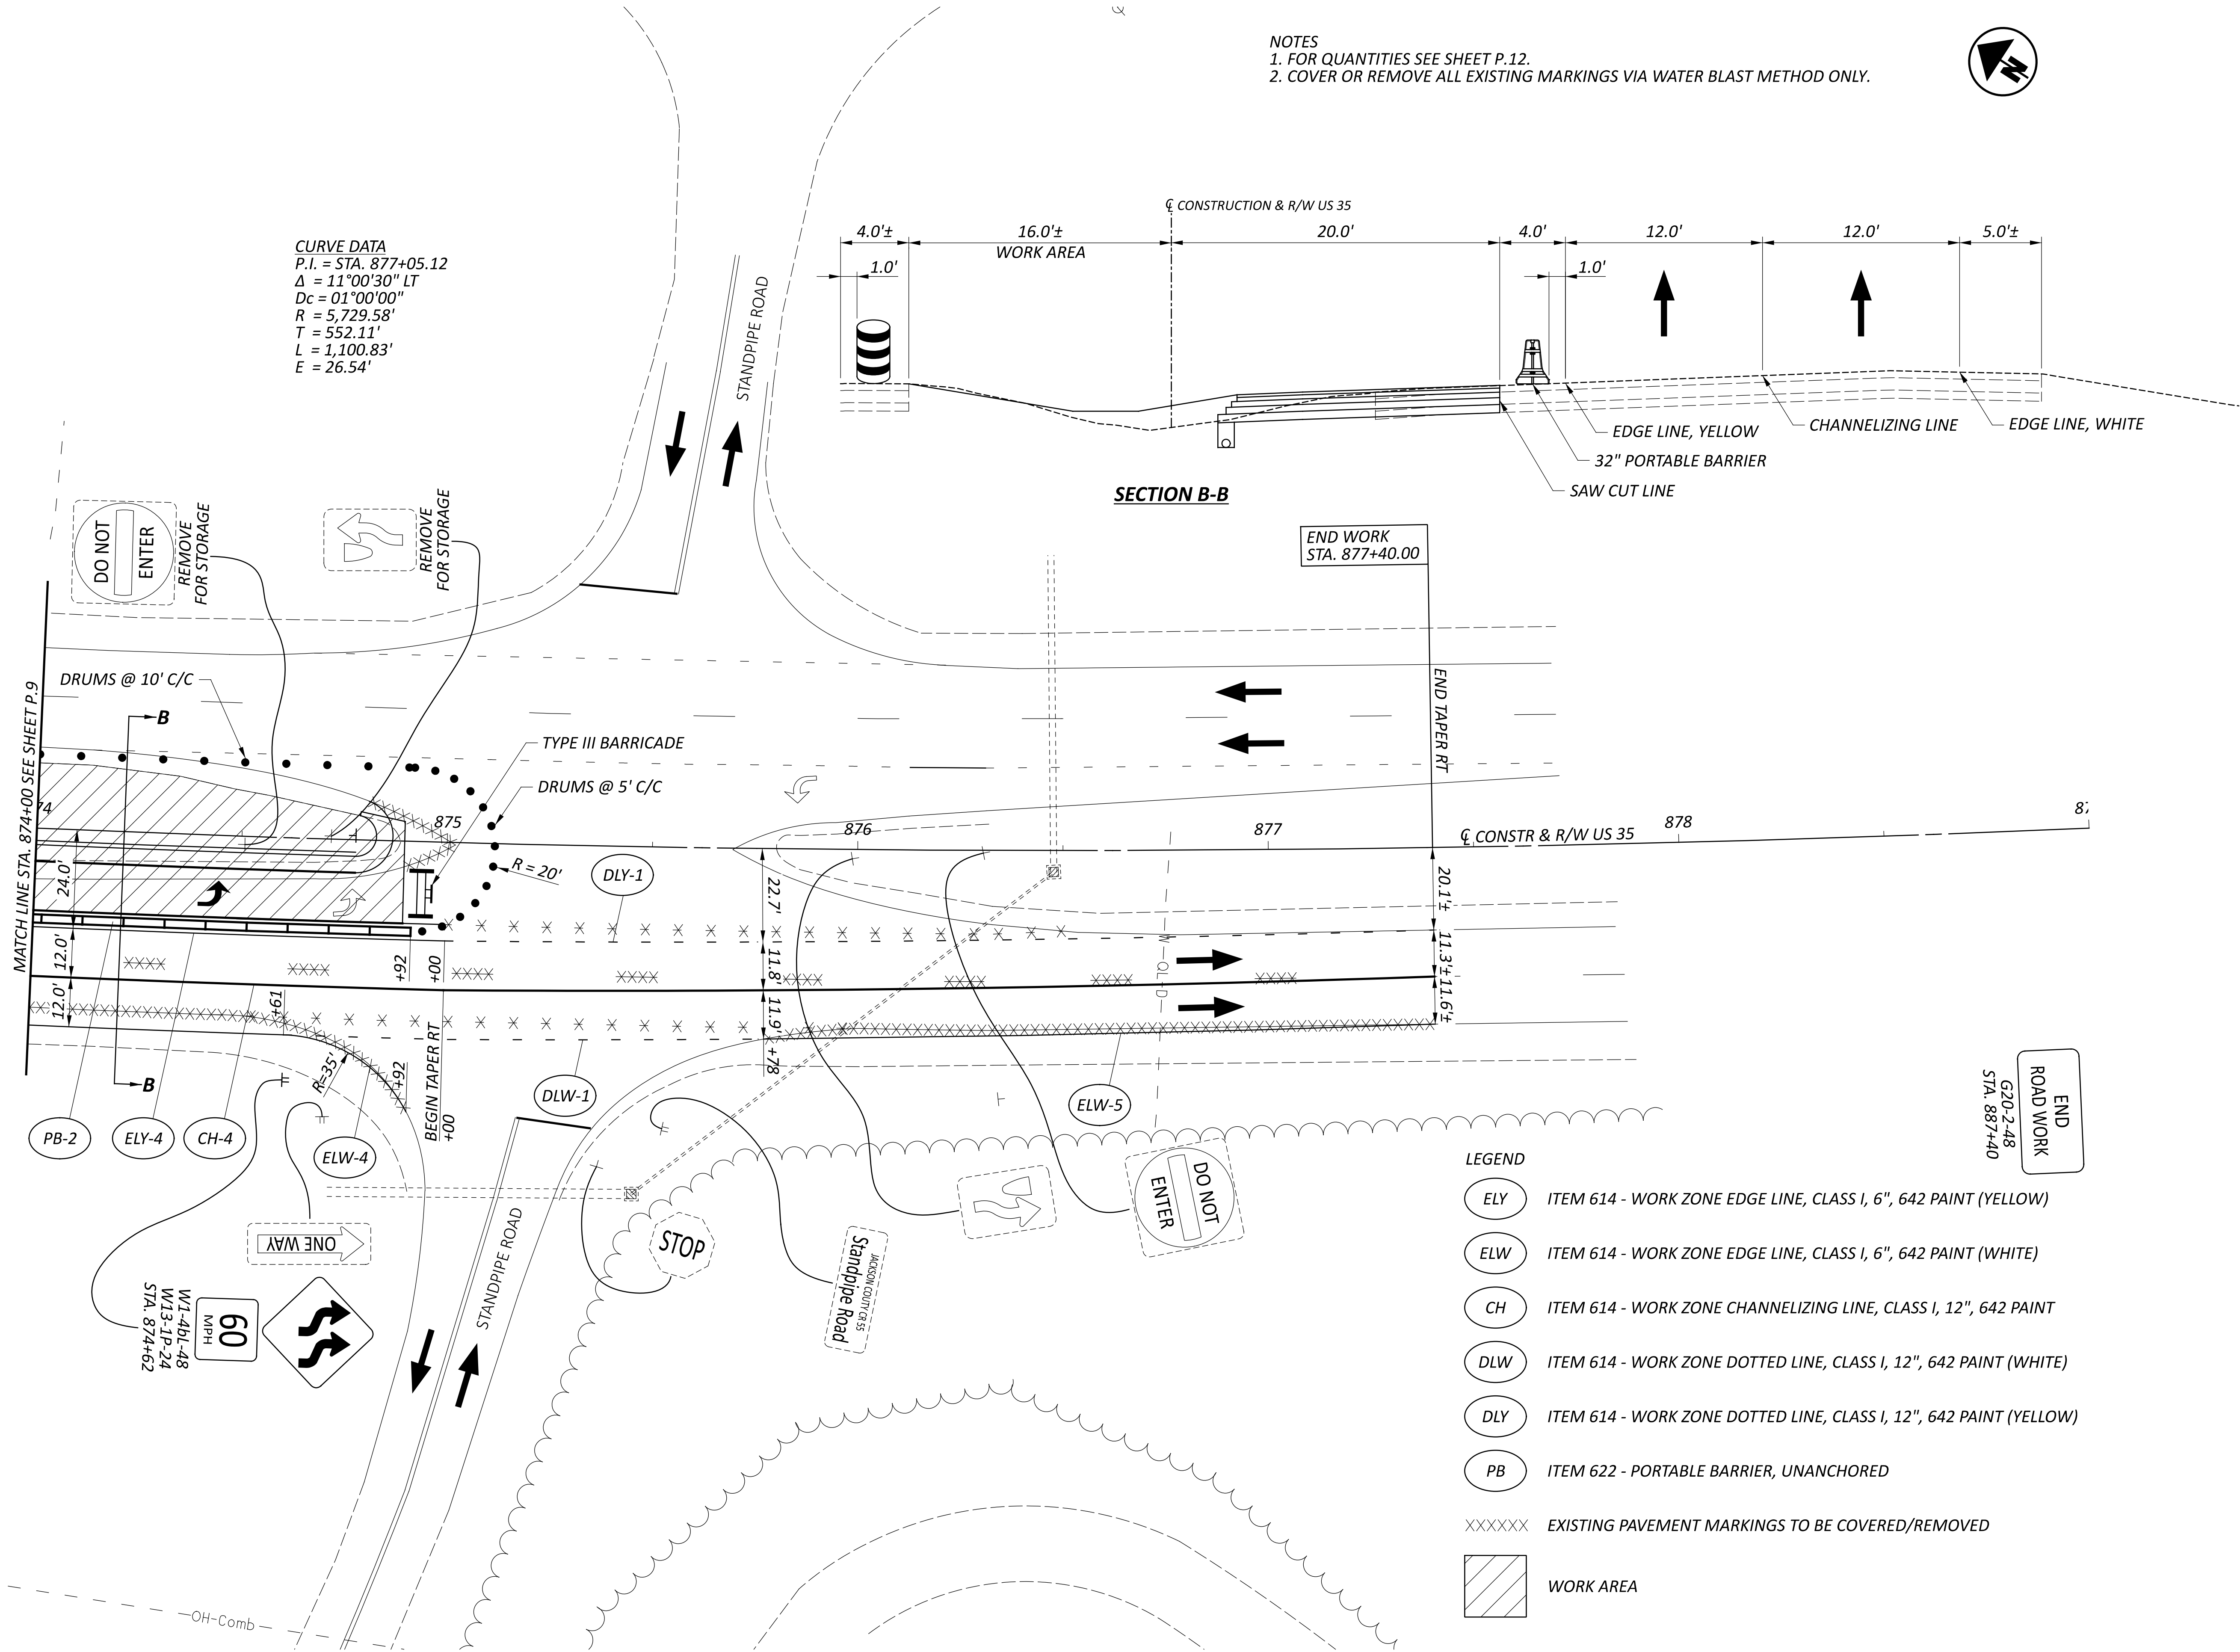 NOTES
1. FOR QUANTITIES SEE SHEET P.12.
2. COVER OR REMOVE ALL EXISTING MARKINGS VIA WATER BLAST METHOD ONLY.
N
CURVE DATA
P.I. = STA. 877+05.12
Δ = 11°00'30" LT
Dc = 01°00'00"
R = 5,729.58'
T = 552.11'
L = 1,100.83'
E = 26.54'
℄ CONSTRUCTION & R/W US 35
4.0'±
16.0'±
20.0'
4.0'
12.0'
12.0'
5.0'±
WORK AREA
1.0'
1.0'
EDGE LINE, YELLOW
CHANNELIZING LINE
EDGE LINE, WHITE
32" PORTABLE BARRIER
SAW CUT LINE
SECTION B-B
STANDPIPE ROAD
DO NOT
ENTER
REMOVE
FOR STORAGE
REMOVE
FOR STORAGE
END WORK
STA. 877+40.00
MATCH LINE STA. 874+00 SEE SHEET P.9
DRUMS @ 10' C/C
B
TYPE III BARRICADE
DRUMS @ 5' C/C
END TAPER RT
74
875
876
877
℄ CONSTR & R/W US 35
878
87
24.0'
R = 20'
DLY-1
22.7'
20.1'±
12.0'
+92
+00
11.8'
11.3'±
12.0'
+61
11.9'
11.6'±
R=35'
+92
BEGIN TAPER RT
+00
+78
B
PB-2
ELY-4
CH-4
ELW-4
DLW-1
ELW-5
ONE WAY
W1-4bL-48
W13-1P-24
STA. 874+62
60
MPH
STANDPIPE ROAD
STOP
JACKSON COUTY CR 55
Standpipe Road
DO NOT
ENTER
END
ROAD WORK
G20-2-48
STA. 887+40
OH-Comb
LEGEND
ELY ITEM 614 - WORK ZONE EDGE LINE, CLASS I, 6", 642 PAINT (YELLOW)
ELW ITEM 614 - WORK ZONE EDGE LINE, CLASS I, 6", 642 PAINT (WHITE)
CH ITEM 614 - WORK ZONE CHANNELIZING LINE, CLASS I, 12", 642 PAINT
DLW ITEM 614 - WORK ZONE DOTTED LINE, CLASS I, 12", 642 PAINT (WHITE)
DLY ITEM 614 - WORK ZONE DOTTED LINE, CLASS I, 12", 642 PAINT (YELLOW)
PB ITEM 622 - PORTABLE BARRIER, UNANCHORED
XXXXXX EXISTING PAVEMENT MARKINGS TO BE COVERED/REMOVED
WORK AREA